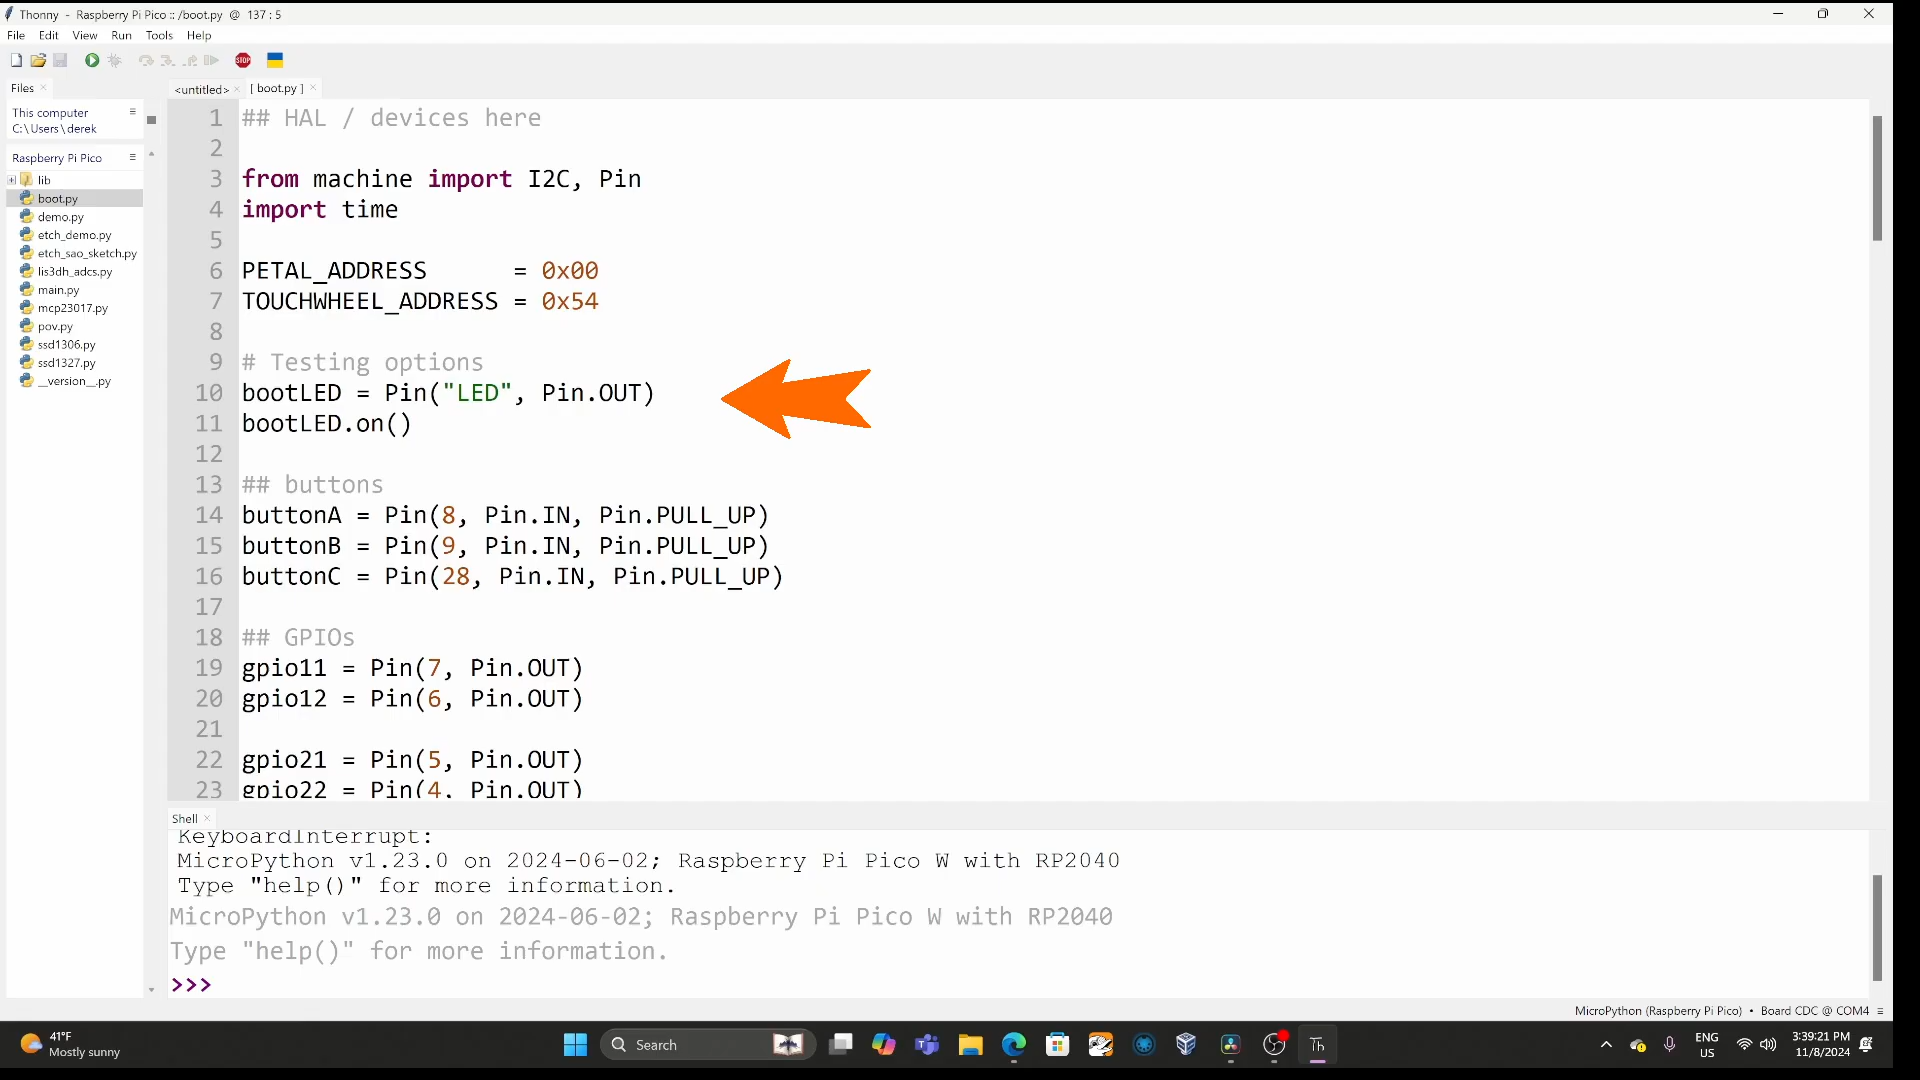 Thonny - Raspberry Pi Pico :: /boot.py @ 137 : 5
File Edit View Run Tools Help
STOP
Files
<untitled> [ boot.py ]
This computer
C:\Users\derek
Raspberry Pi Pico
lib
boot.py
demo.py
etch_demo.py
etch_sao_sketch.py
lis3dh_adcs.py
main.py
mcp23017.py
pov.py
ssd1306.py
ssd1327.py
__version__.py
1 ## HAL / devices here
2
3 from machine import I2C, Pin
4 import time
5
6 PETAL_ADDRESS      = 0x00
7 TOUCHWHEEL_ADDRESS = 0x54
8
9 # Testing options
10 bootLED = Pin("LED", Pin.OUT)
11 bootLED.on()
12
13 ## buttons
14 buttonA = Pin(8, Pin.IN, Pin.PULL_UP)
15 buttonB = Pin(9, Pin.IN, Pin.PULL_UP)
16 buttonC = Pin(28, Pin.IN, Pin.PULL_UP)
17
18 ## GPIOs
19 gpio11 = Pin(7, Pin.OUT)
20 gpio12 = Pin(6, Pin.OUT)
21
22 gpio21 = Pin(5, Pin.OUT)
23 gpio22 = Pin(4, Pin.OUT)
Shell
KeyboardInterrupt:
MicroPython v1.23.0 on 2024-06-02; Raspberry Pi Pico W with RP2040
Type "help()" for more information.
MicroPython v1.23.0 on 2024-06-02; Raspberry Pi Pico W with RP2040
Type "help()" for more information.
>>>
MicroPython (Raspberry Pi Pico) • Board CDC @ COM4
41°F
Mostly sunny
Search
Th
ENG
US
3:39:21 PM
11/8/2024